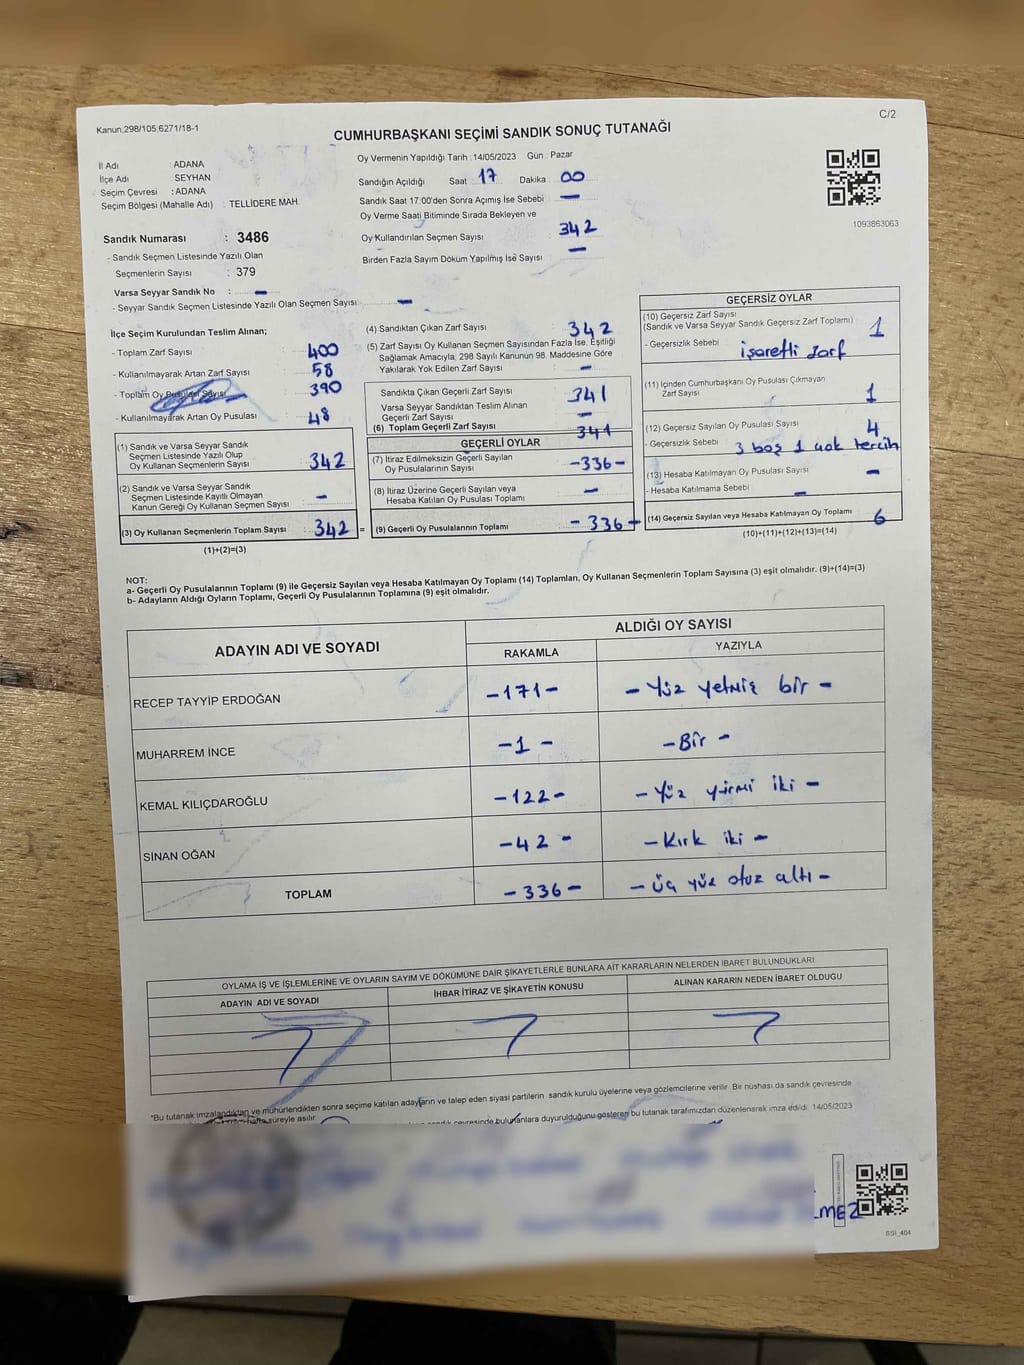 Kanun,298/105,6271/18-1
C/2
CUMHURBAŞKANI SEÇİMİ SANDIK SONUÇ TUTANAĞI
İl Adı : ADANA
İlçe Adı : SEYHAN
Seçim Çevresi : ADANA
Seçim Bölgesi (Mahalle Adı) : TELLİDERE MAH.
Sandık Numarası : 3486
- Sandık Seçmen Listesinde Yazılı Olan
Seçmenlerin Sayısı : 379
Varsa Seyyar Sandık No : -
- Seyyar Sandık Seçmen Listesinde Yazılı Olan Seçmen Sayısı: -
Oy Vermenin Yapıldığı Tarih : 14/05/2023 Gün : Pazar
Sandığın Açıldığı Saat : 17 Dakika : 00
Sandık Saat 17:00'den Sonra Açımış İse Sebebi : -
Oy Verme Saati Bitiminde Sırada Bekleyen ve
Oy Kullandırılan Seçmen Sayısı : 342
Birden Fazla Sayım Döküm Yapılmış İse Sayısı : -
1093863063
İlçe Seçim Kurulundan Teslim Alınan;
- Toplam Zarf Sayısı : 400
- Kullanılmayarak Artan Zarf Sayısı : 58
- Toplam Oy Pusulası Sayısı : 390
- Kullanılmayarak Artan Oy Pusulası : 48
(1) Sandık ve Varsa Seyyar Sandık
Seçmen Listesinde Yazılı Olup
Oy Kullanan Seçmenlerin Sayısı : 342
(2) Sandık ve Varsa Seyyar Sandık
Seçmen Listesinde Kayıtlı Olmayan
Kanun Gereği Oy Kullanan Seçmen Sayısı : -
(3) Oy Kullanan Seçmenlerin Toplam Sayısı : 342 =
(1)+(2)=(3)
(4) Sandıktan Çıkan Zarf Sayısı : 342
(5) Zarf Sayısı Oy Kullanan Seçmen Sayısından Fazla İse, Eşitliği
Sağlamak Amacıyla; 298 Sayılı Kanunun 98. Maddesine Göre
Yakılarak Yok Edilen Zarf Sayısı : -
Sandıkta Çıkan Geçerli Zarf Sayısı : 341
Varsa Seyyar Sandıktan Teslim Alınan
Geçerli Zarf Sayısı : -
(6) Toplam Geçerli Zarf Sayısı : 341
GEÇERLİ OYLAR
(7) İtiraz Edilmeksizin Geçerli Sayılan
Oy Pusulalarının Sayısı : -336-
(8) İtiraz Üzerine Geçerli Sayılan veya
Hesaba Katılan Oy Pusulası Toplamı : -
(9) Geçerli Oy Pusulalarının Toplamı : -336-
GEÇERSİZ OYLAR
(10) Geçersiz Zarf Sayısı
(Sandık ve Varsa Seyyar Sandık Geçersiz Zarf Toplamı) : 1
- Geçersizlik Sebebi : işaretli zarf
(11) İçinden Cumhurbaşkanı Oy Pusulası Çıkmayan
Zarf Sayısı : 1
(12) Geçersiz Sayılan Oy Pusulası Sayısı : 4
- Geçersizlik Sebebi : 3 boş 1 çok tercih
(13) Hesaba Katılmayan Oy Pusulası Sayısı : -
- Hesaba Katılmama Sebebi : -
(14) Geçersiz Sayılan veya Hesaba Katılmayan Oy Toplamı : 6
(10)+(11)+(12)+(13)=(14)
NOT:
a- Geçerli Oy Pusulalarının Toplamı (9) ile Geçersiz Sayılan veya Hesaba Katılmayan Oy Toplamı (14) Toplamları, Oy Kullanan Seçmenlerin Toplam Sayısına (3) eşit olmalıdır. (9)+(14)=(3)
b- Adayların Aldığı Oyların Toplamı, Geçerli Oy Pusulalarının Toplamına (9) eşit olmalıdır.
ADAYIN ADI VE SOYADI
ALDIĞI OY SAYISI
RAKAMLA YAZIYLA
RECEP TAYYİP ERDOĞAN -171- - Yüz yetmiş bir -
MUHARREM İNCE -1- -Bir-
KEMAL KILIÇDAROĞLU -122- - Yüz yirmi iki -
SİNAN OĞAN -42- -Kırk iki -
TOPLAM -336- - üç yüz otuz altı -
OYLAMA İŞ VE İŞLEMLERİNE VE OYLARIN SAYIM VE DÖKÜMÜNE DAİR ŞİKAYETLERLE BUNLARA AİT KARARLARIN NELERDEN İBARET BULUNDUKLARI
ADAYIN ADI VE SOYADI İHBAR İTİRAZ VE ŞİKAYETİN KONUSU ALINAN KARARIN NEDEN İBARET OLDUĞU
*Bu tutanak imzalandıktan ve mühürlendikten sonra seçime katılan adayların ve talep eden siyasi partilerin sandık kurulu üyelerine veya gözlemcilerine verilir. Bir nüshası da sandık çevresinde
hafta süreyle asılır.
sandık çevresinde bulunanlara duyurulduğunu gösteren bu tutanak tarafımızdan düzenlenerek imza edildi. 14/05/2023
MEZ
SSI_464